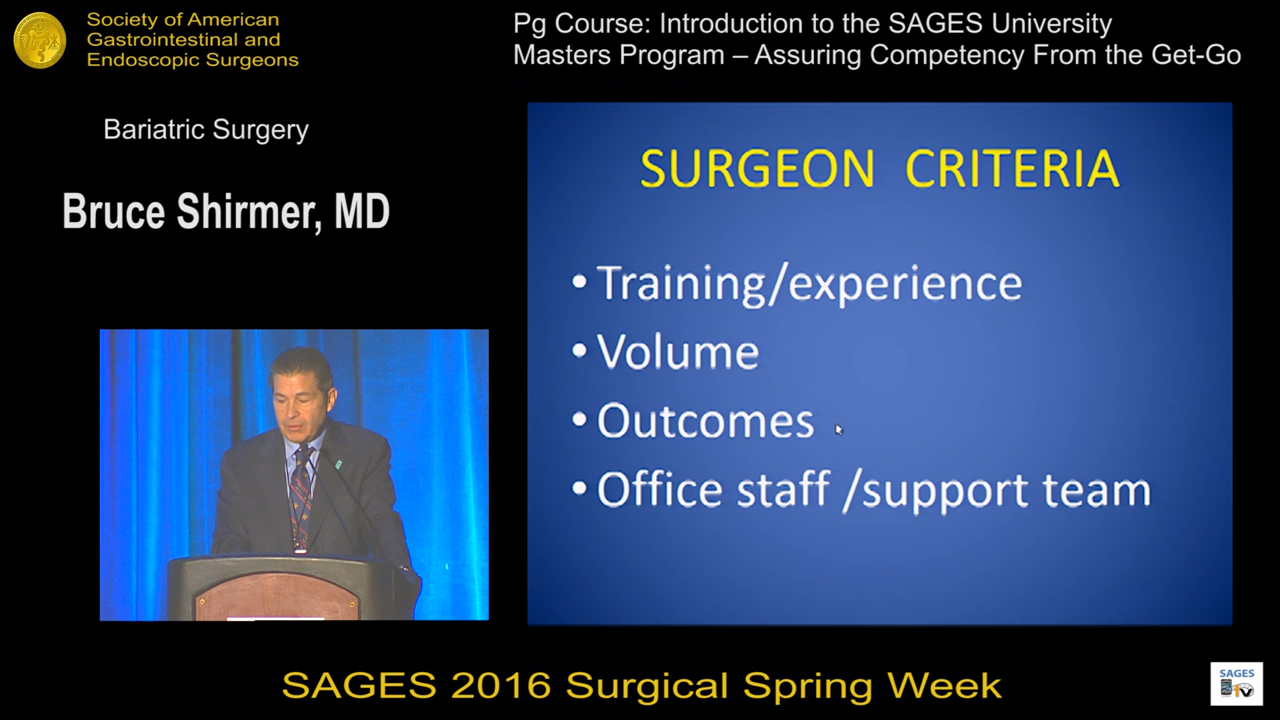 Society of American
Gastrointestinal and
Endoscopic Surgeons
Pg Course: Introduction to the SAGES University
Masters Program – Assuring Competency From the Get-Go
Bariatric Surgery
Bruce Shirmer, MD
SURGEON CRITERIA
• Training/experience
• Volume
• Outcomes
• Office staff /support team
SAGES 2016 Surgical Spring Week
SAGES
TV